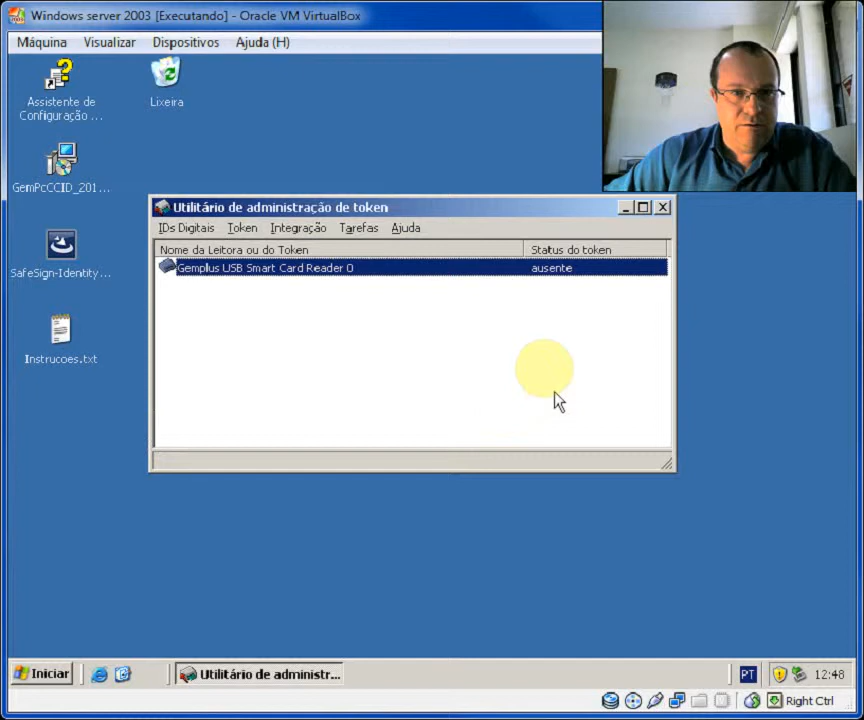 Windows server 2003 [Executando] - Oracle VM VirtualBox
Máquina Visualizar Dispositivos Ajuda (H)
Assistente de
Configuração ...
Lixeira
GemPcCCID_201...
SafeSign-Identity...
Instrucoes.txt
Utilitário de administração de token
IDs Digitais Token Integração Tarefas Ajuda
Nome da Leitora ou do Token Status do token
Gemplus USB Smart Card Reader 0 ausente
Iniciar Utilitário de administr... PT 12:48
Right Ctrl